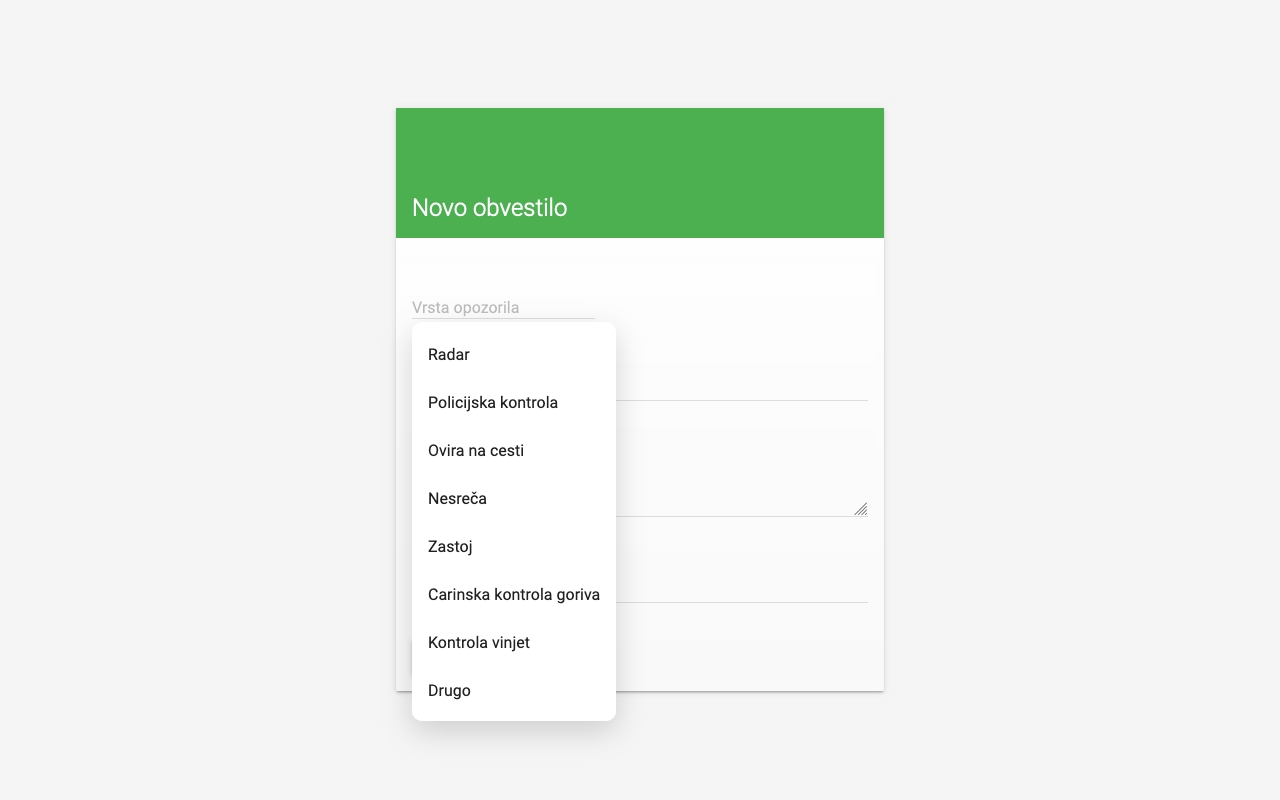 Novo obvestilo
Vrsta opozorila
Radar
Policijska kontrola
Ovira na cesti
Nesreča
Zastoj
Carinska kontrola goriva
Kontrola vinjet
Drugo